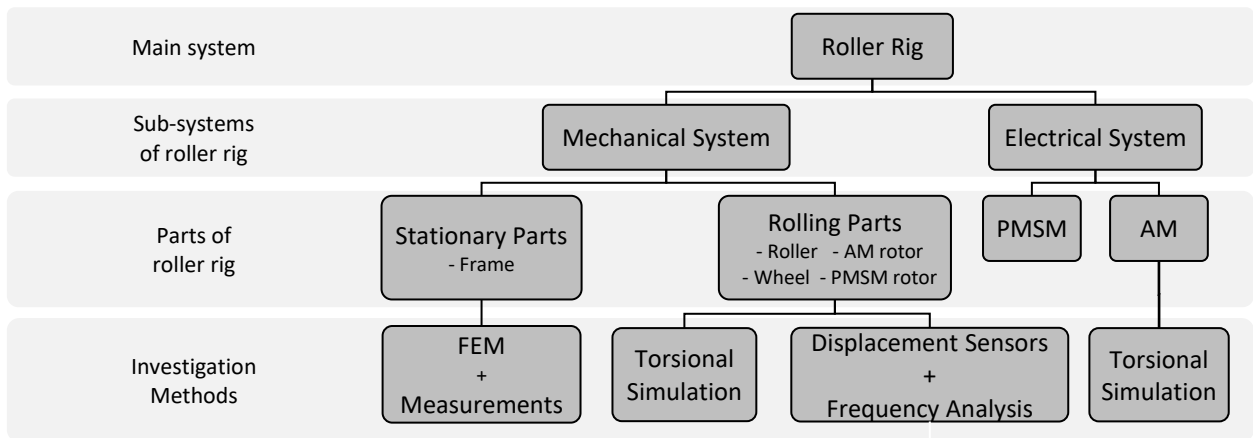 Main system
Roller Rig
Sub-systems
of roller rig
Mechanical System
Electrical System
Parts of
roller rig
Stationary Parts
- Frame
Rolling Parts
- Roller - AM rotor
- Wheel - PMSM rotor
PMSM
AM
Investigation
Methods
FEM
+
Measurements
Torsional
Simulation
Displacement Sensors
+
Frequency Analysis
Torsional
Simulation